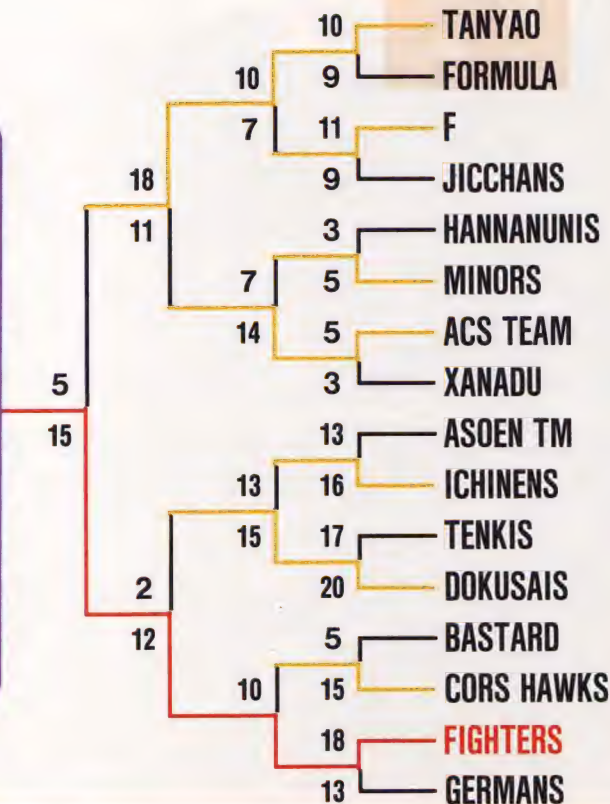 10 TANYAO
10 9 FORMULA
7 11 F
18 9 JICCHANS
11 3 HANNANUNIS
7 5 MINORS
14 5 ACS TEAM
5 3 XANADU
15 13 ASOEN TM
13 16 ICHINENS
15 17 TENKIS
2 20 DOKUSAIS
12 5 BASTARD
10 15 CORS HAWKS
18 FIGHTERS
13 GERMANS